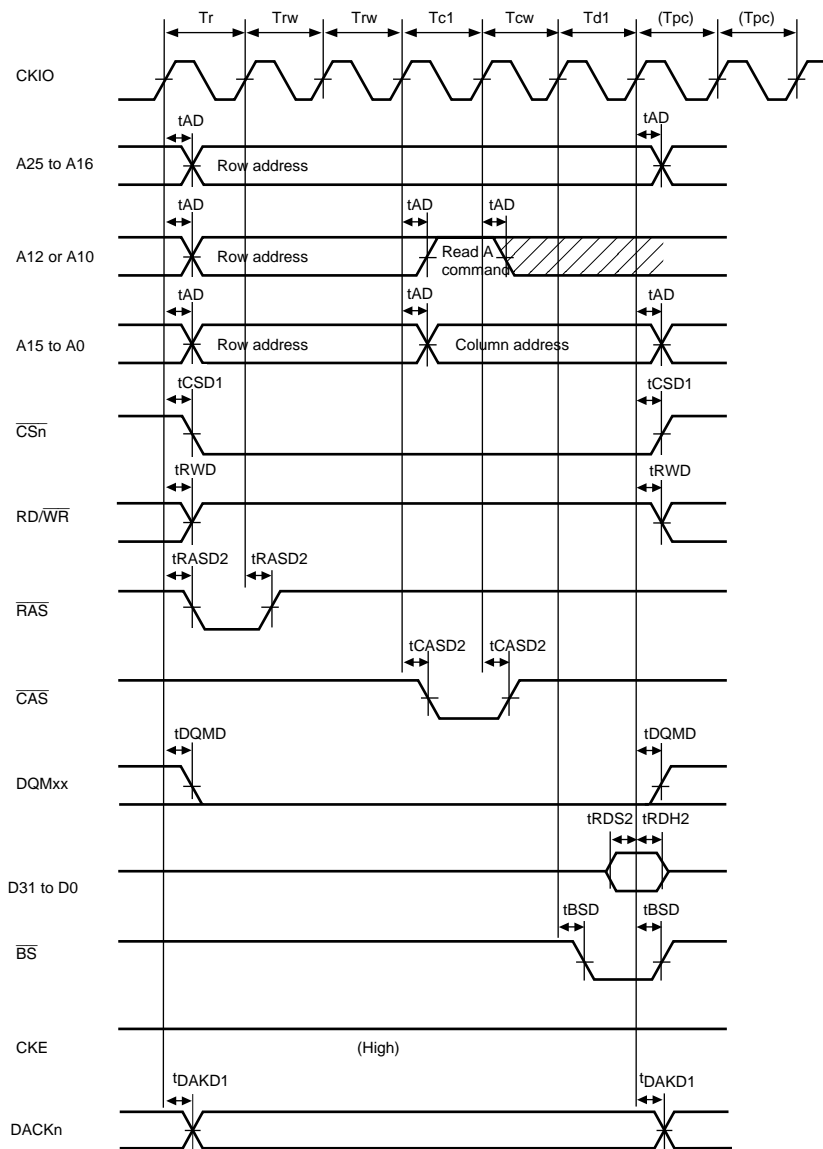 Tr Trw Trw Tc1 Tcw Td1 (Tpc) (Tpc)
CKIO
tAD tAD
A25 to A16 Row address
tAD tAD tAD
A12 or A10 Row address Read A
command
tAD tAD tAD
A15 to A0 Row address Column address
tCSD1 tCSD1
CSn
tRWD tRWD
RD/WR
tRASD2 tRASD2
RAS
tCASD2 tCASD2
CAS
tDQMD tDQMD
DQMxx
tRDS2 tRDH2
D31 to D0
tBSD tBSD
BS
CKE (High)
tDAKD1 tDAKD1
DACKn